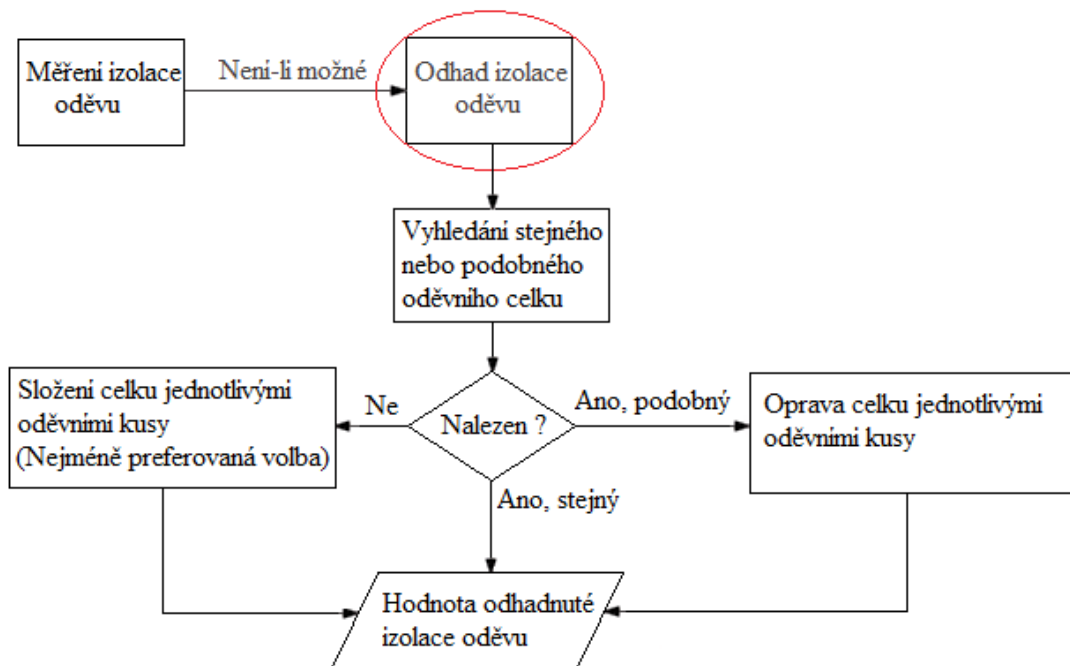 Měření izolace
oděvu
Není-li možné
Odhad izolace
oděvu
Vyhledání stejného
nebo podobného
oděvního celku
Složení celku jednotlivými
oděvními kusy
(Nejméně preferovaná volba)
Ne
Nalezen ?
Ano, podobný
Oprava celku jednotlivými
oděvními kusy
Ano, stejný
Hodnota odhadnuté
izolace oděvu